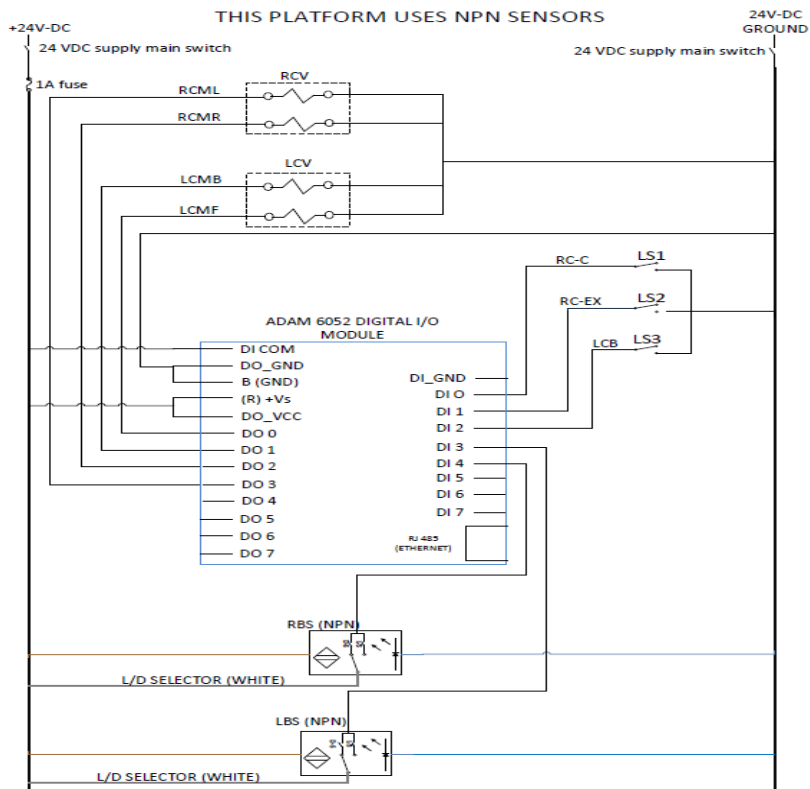 THIS PLATFORM USES NPN SENSORS
+24V-DC
24V-DC
GROUND
24 VDC supply main switch
24 VDC supply main switch
1A fuse
RCV
RCML
RCMR
LCV
LCMB
LCMF
RC-C
LS1
RC-EX
LS2
LCB
LS3
ADAM 6052 DIGITAL I/O
MODULE
DI COM
DO_GND
B (GND)
(R) +Vs
DO_VCC
DO 0
DO 1
DO 2
DO 3
DO 4
DO 5
DO 6
DO 7
DI_GND
DI 0
DI 1
DI 2
DI 3
DI 4
DI 5
DI 6
DI 7
RJ 485
(ETHERNET)
RBS (NPN)
L/D SELECTOR (WHITE)
LBS (NPN)
L/D SELECTOR (WHITE)